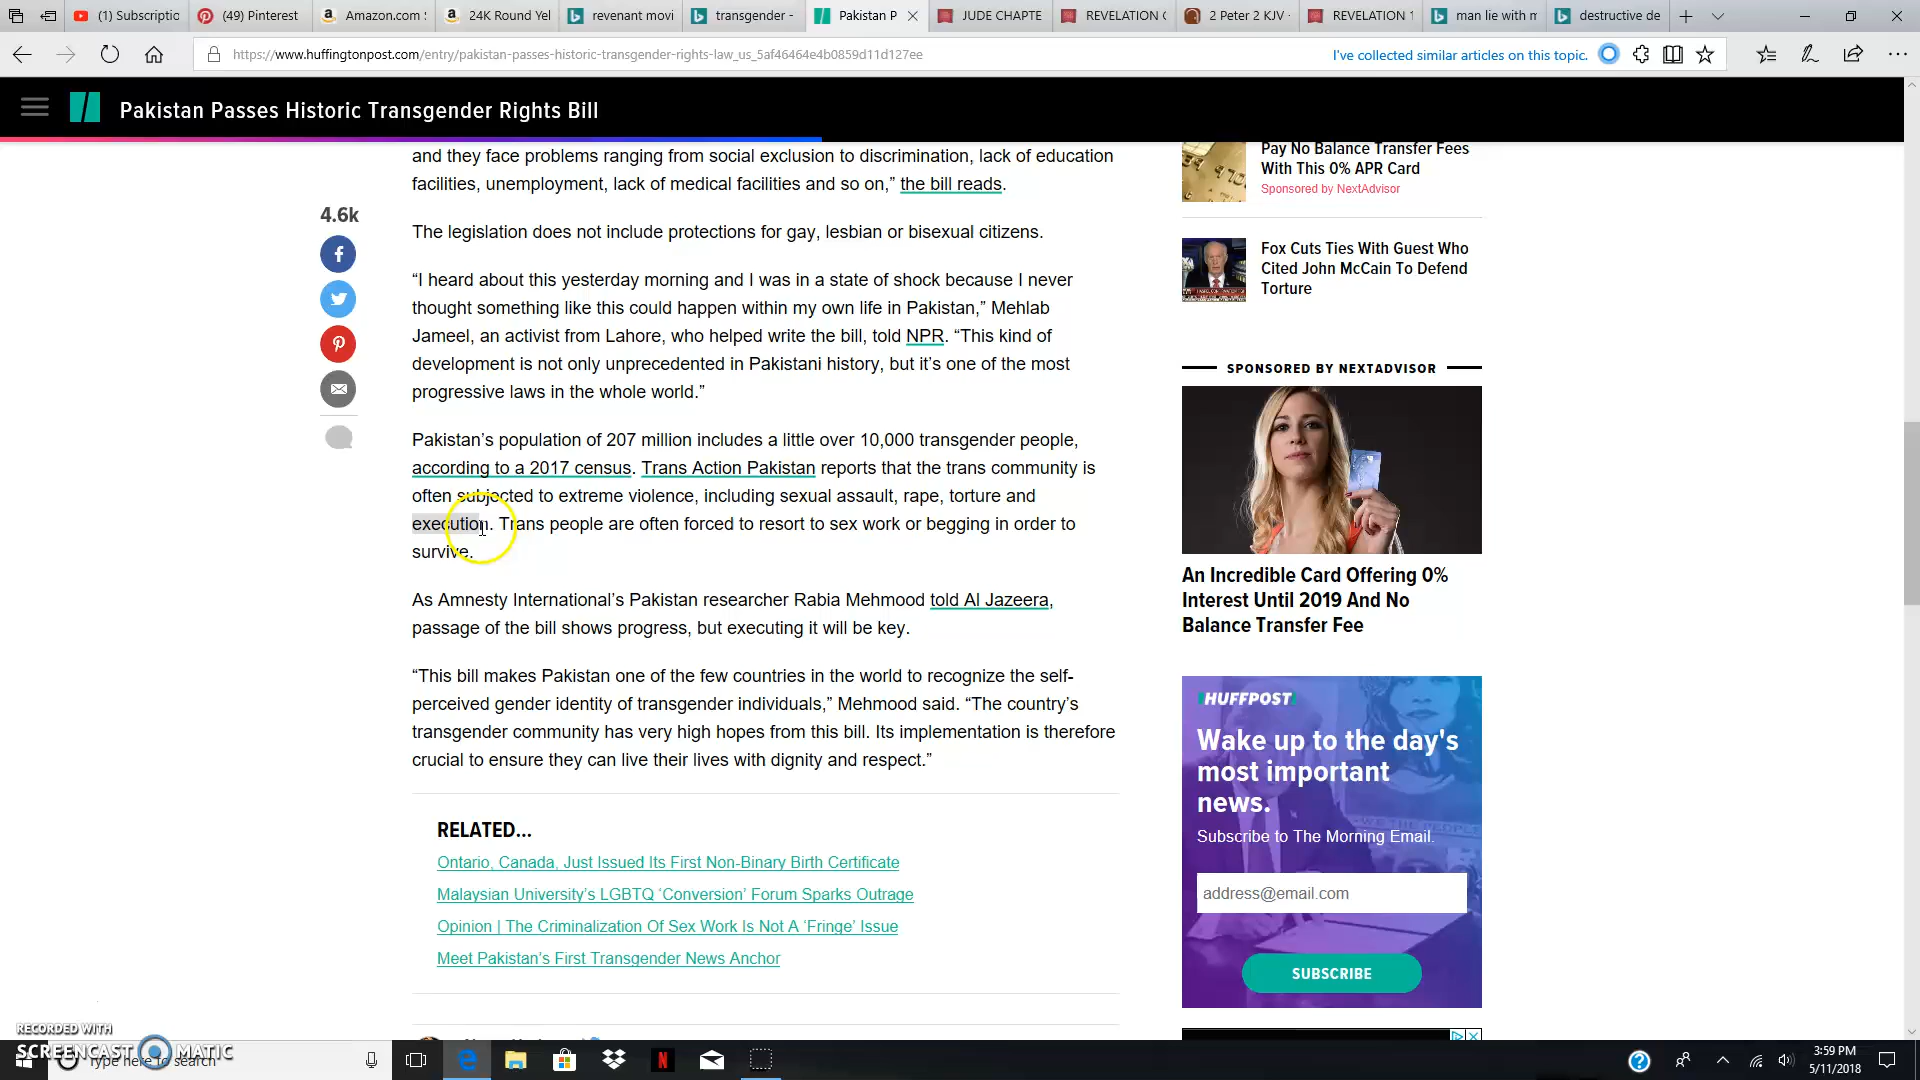 (1) Subscriptio
(49) Pinterest
Amazon.com :
24K Round Yel
revenant movi
transgender -
Pakistan P
JUDE CHAPTE
REVELATION C
2 Peter 2 KJV
REVELATION 1
man lie with m
destructive de
https://www.huffingtonpost.com/entry/pakistan-passes-historic-transgender-rights-law_us_5af46464e4b0859d11d127ee
I've collected similar articles on this topic.
Pakistan Passes Historic Transgender Rights Bill
and they face problems ranging from social exclusion to discrimination, lack of education
facilities, unemployment, lack of medical facilities and so on,” the bill reads.
4.6k
The legislation does not include protections for gay, lesbian or bisexual citizens.
“I heard about this yesterday morning and I was in a state of shock because I never
thought something like this could happen within my own life in Pakistan,” Mehlab
Jameel, an activist from Lahore, who helped write the bill, told NPR. “This kind of
development is not only unprecedented in Pakistani history, but it’s one of the most
progressive laws in the whole world.”
Pakistan’s population of 207 million includes a little over 10,000 transgender people,
according to a 2017 census. Trans Action Pakistan reports that the trans community is
often subjected to extreme violence, including sexual assault, rape, torture and
execution. Trans people are often forced to resort to sex work or begging in order to
survive.
As Amnesty International’s Pakistan researcher Rabia Mehmood told Al Jazeera,
passage of the bill shows progress, but executing it will be key.
“This bill makes Pakistan one of the few countries in the world to recognize the self-
perceived gender identity of transgender individuals,” Mehmood said. “The country’s
transgender community has very high hopes from this bill. Its implementation is therefore
crucial to ensure they can live their lives with dignity and respect.”
RELATED...
Ontario, Canada, Just Issued Its First Non-Binary Birth Certificate
Malaysian University’s LGBTQ ‘Conversion’ Forum Sparks Outrage
Opinion | The Criminalization Of Sex Work Is Not A ‘Fringe’ Issue
Meet Pakistan’s First Transgender News Anchor
Pay No Balance Transfer Fees
With This 0% APR Card
Sponsored by NextAdvisor
Fox Cuts Ties With Guest Who
Cited John McCain To Defend
Torture
SPONSORED BY NEXTADVISOR
An Incredible Card Offering 0%
Interest Until 2019 And No
Balance Transfer Fee
HUFFPOST
Wake up to the day's
most important
news.
Subscribe to The Morning Email.
address@email.com
SUBSCRIBE
RECORDED WITH
SCREENCAST MATIC
Type here to search
3:59 PM
5/11/2018